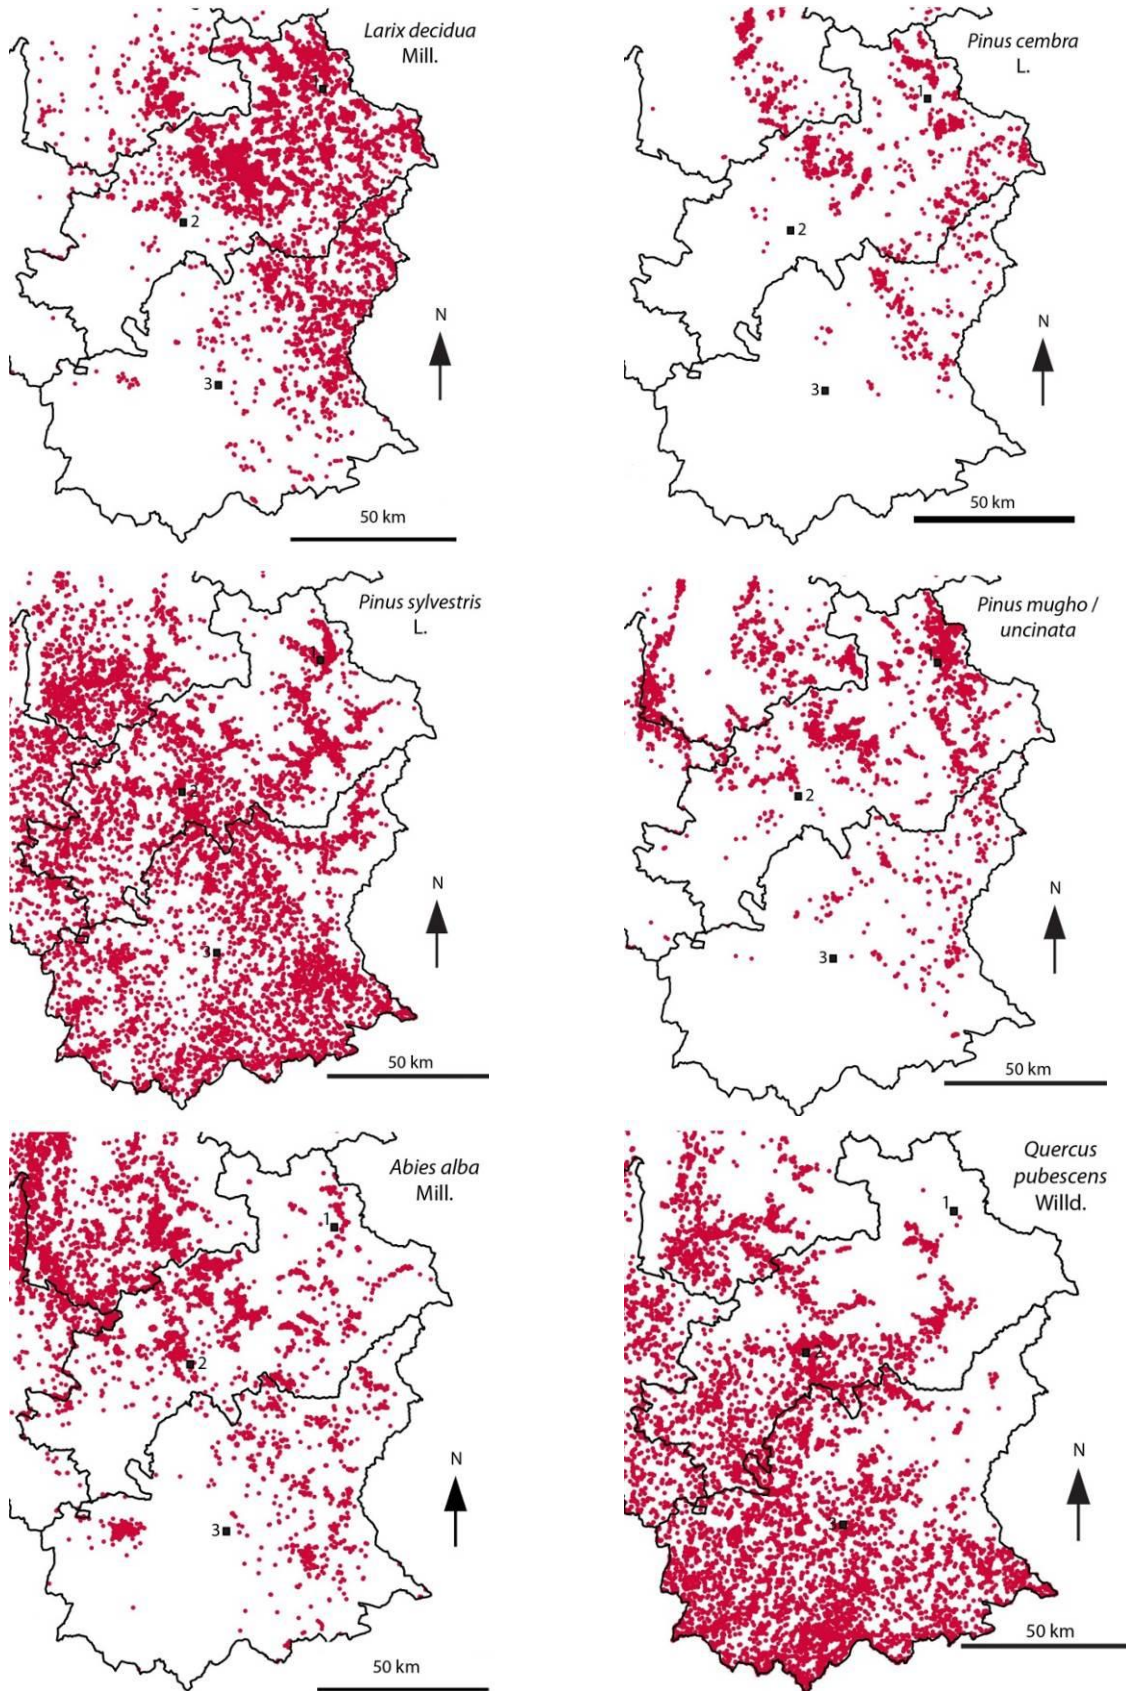 Larix decidua
Mill.
1
2
3
N
50 km
Pinus cembra
L.
1
2
3
N
50 km
Pinus sylvestris
L.
1
2
3
N
50 km
Pinus mugho /
uncinata
1
2
3
N
50 km
Abies alba
Mill.
1
2
3
N
50 km
Quercus
pubescens
Willd.
1
2
3
N
50 km